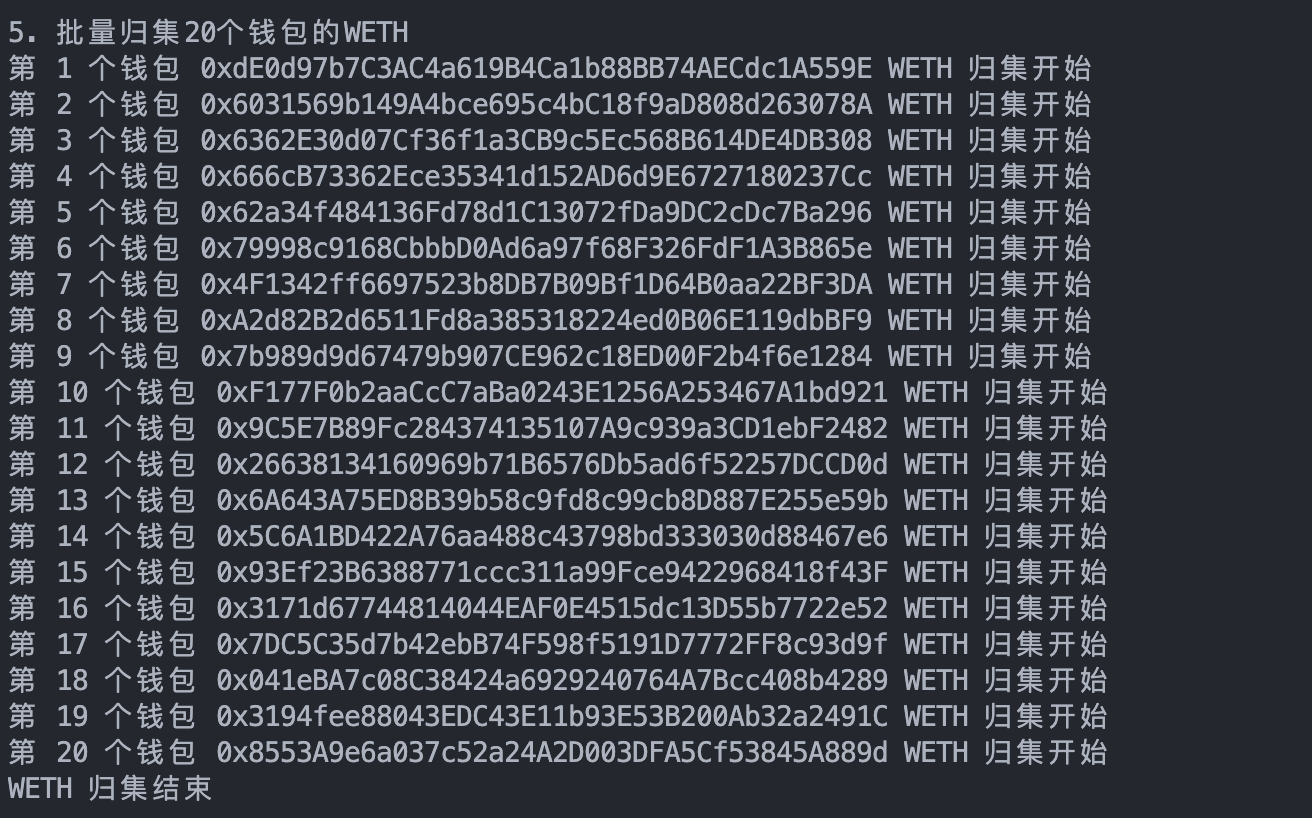 5. 批量归集20个钱包的WETH
第 1 个钱包 0xdE0d97b7C3AC4a619B4Ca1b88BB74AECdc1A559E WETH 归集开始
第 2 个钱包 0x6031569b149A4bce695c4bC18f9aD808d263078A WETH 归集开始
第 3 个钱包 0x6362E30d07Cf36f1a3CB9c5Ec568B614DE4DB308 WETH 归集开始
第 4 个钱包 0x666cB73362Ece35341d152AD6d9E6727180237Cc WETH 归集开始
第 5 个钱包 0x62a34f484136Fd78d1C13072fDa9DC2cDc7Ba296 WETH 归集开始
第 6 个钱包 0x79998c9168CbbbD0Ad6a97f68F326FdF1A3B865e WETH 归集开始
第 7 个钱包 0x4F1342ff6697523b8DB7B09Bf1D64B0aa22BF3DA WETH 归集开始
第 8 个钱包 0xA2d82B2d6511Fd8a385318224ed0B06E119dbBF9 WETH 归集开始
第 9 个钱包 0x7b989d9d67479b907CE962c18ED00F2b4f6e1284 WETH 归集开始
第 10 个钱包 0xF177F0b2aaCcC7aBa0243E1256A253467A1bd921 WETH 归集开始
第 11 个钱包 0x9C5E7B89Fc284374135107A9c939a3CD1ebF2482 WETH 归集开始
第 12 个钱包 0x26638134160969b71B6576Db5ad6f52257DCCD0d WETH 归集开始
第 13 个钱包 0x6A643A75ED8B39b58c9fd8c99cb8D887E255e59b WETH 归集开始
第 14 个钱包 0x5C6A1BD422A76aa488c43798bd333030d88467e6 WETH 归集开始
第 15 个钱包 0x93Ef23B6388771ccc311a99Fce9422968418f43F WETH 归集开始
第 16 个钱包 0x3171d67744814044EAF0E4515dc13D55b7722e52 WETH 归集开始
第 17 个钱包 0x7DC5C35d7b42ebB74F598f5191D7772FF8c93d9f WETH 归集开始
第 18 个钱包 0x041eBA7c08C38424a6929240764A7Bcc408b4289 WETH 归集开始
第 19 个钱包 0x3194fee88043EDC43E11b93E53B200Ab32a2491C WETH 归集开始
第 20 个钱包 0x8553A9e6a037c52a24A2D003DFA5Cf53845A889d WETH 归集开始
WETH 归集结束